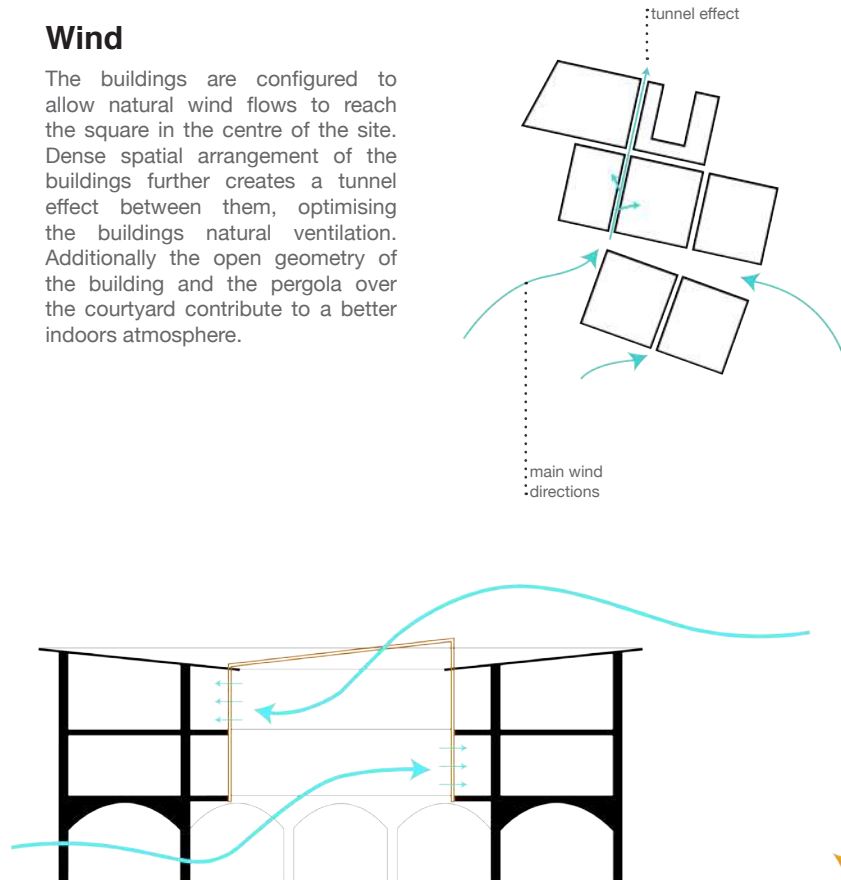 Wind
The buildings are configured to
allow natural wind flows to reach
the square in the centre of the site.
Dense spatial arrangement of the
buildings further creates a tunnel
effect between them, optimising
the buildings natural ventilation.
Additionally the open geometry of
the building and the pergola over
the courtyard contribute to a better
indoors atmosphere.
tunnel effect
main wind
directions